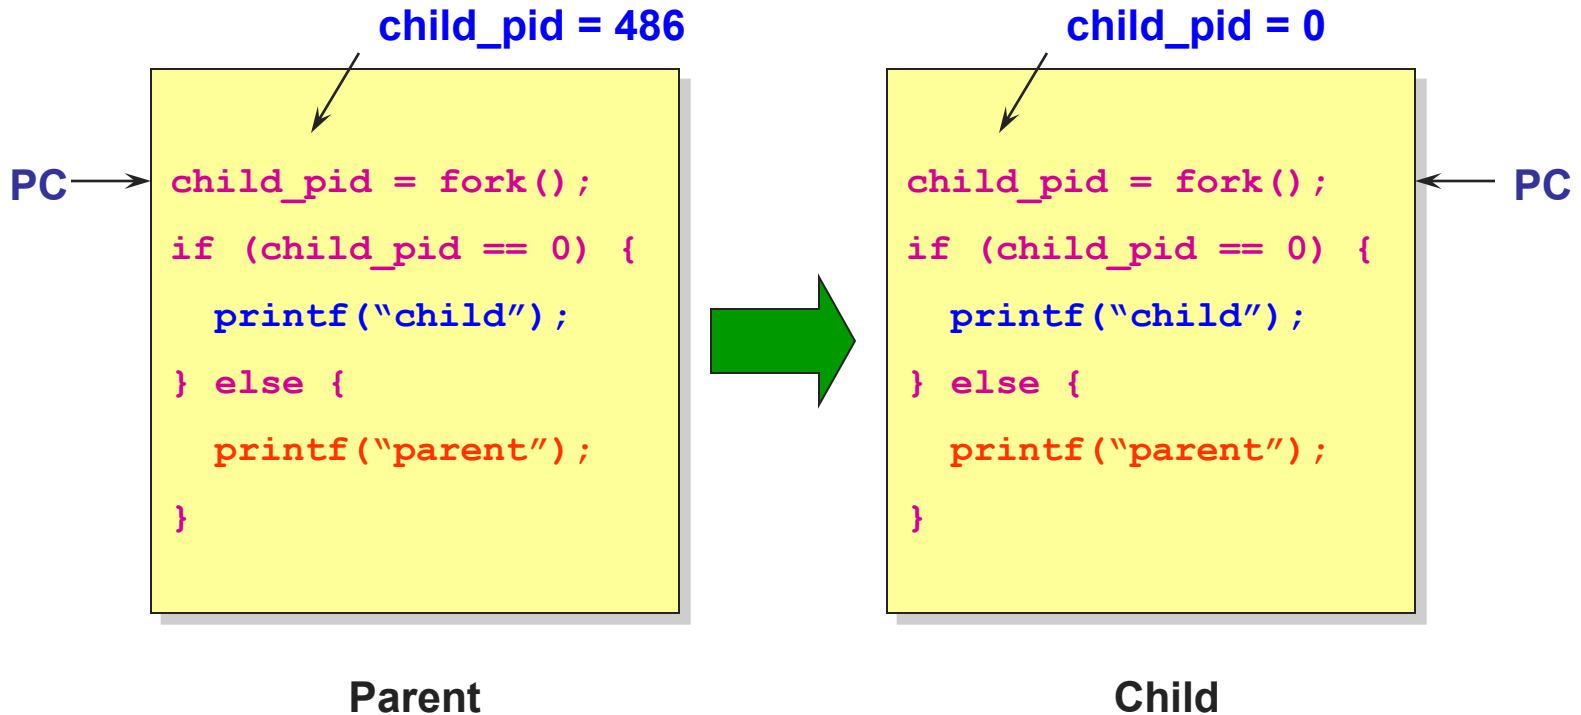 child_pid = 486
PC
child_pid = fork();
if (child_pid == 0) {
printf(“child”);
} else {
printf(“parent”);
}
Parent
child_pid = 0
child_pid = fork();
if (child_pid == 0) {
printf(“child”);
} else {
printf(“parent”);
}
PC
Child